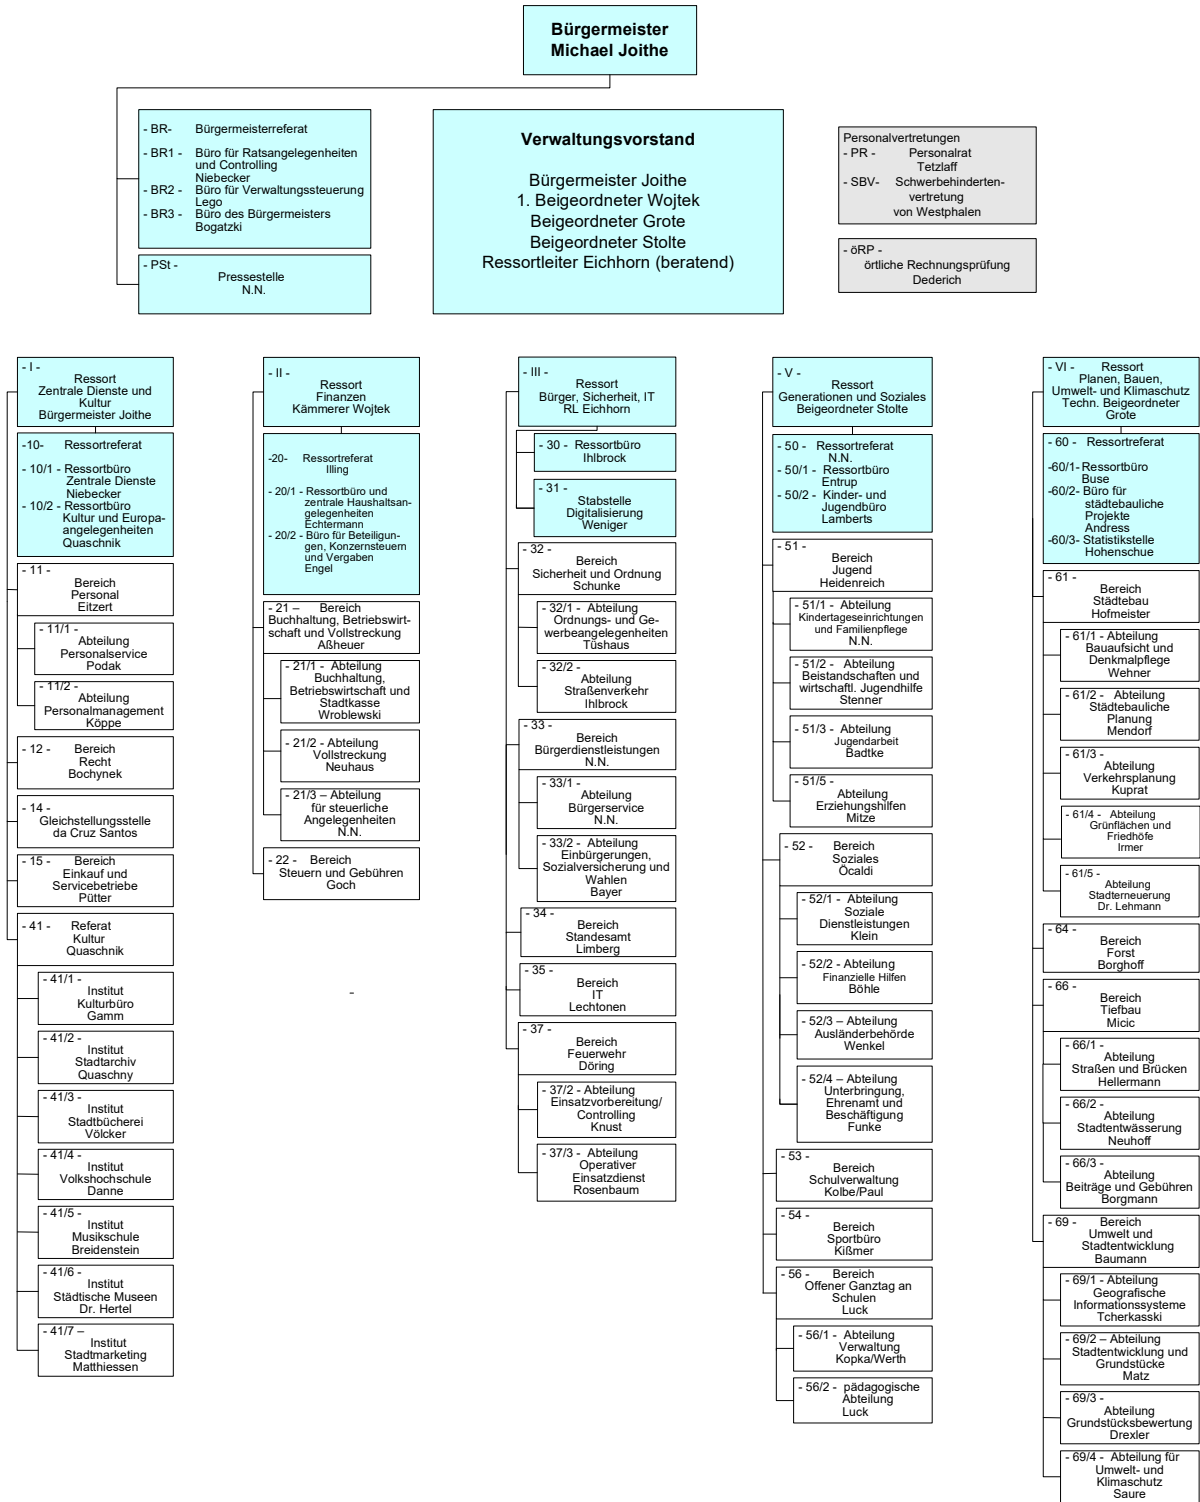 Bürgermeister
Michael Joithe
- BR- Bürgermeisterreferat
- BR1 - Büro für Ratsangelegenheiten
und Controlling
Niebecker
- BR2 - Büro für Verwaltungssteuerung
Lego
- BR3 - Büro des Bürgermeisters
Bogatzki
- PSt -
Pressestelle
N.N.
Verwaltungsvorstand
Bürgermeister Joithe
1. Beigeordneter Wojtek
Beigeordneter Grote
Beigeordneter Stolte
Ressortleiter Eichhorn (beratend)
Personalvertretungen
- PR - Personalrat
Tetzlaff
- SBV- Schwerbehinderten-
vertretung
von Westphalen
- öRP -
örtliche Rechnungsprüfung
Dederich
- I -
Ressort
Zentrale Dienste und
Kultur
Bürgermeister Joithe
-10- Ressortreferat
- 10/1 - Ressortbüro
Zentrale Dienste
Niebecker
- 10/2 - Ressortbüro
Kultur und Europa-
angelegenheiten
Quaschnik
- 11 -
Bereich
Personal
Eitzert
- 11/1 -
Abteilung
Personalservice
Podak
- 11/2 -
Abteilung
Personalmanagement
Köppe
- 12 - Bereich
Recht
Bochynek
- 14 -
Gleichstellungsstelle
da Cruz Santos
- 15 - Bereich
Einkauf und
Servicebetriebe
Pütter
- 41 - Referat
Kultur
Quaschnik
- 41/1 -
Institut
Kulturbüro
Gamm
- 41/2 -
Institut
Stadtarchiv
Quaschny
- 41/3 -
Institut
Stadtbücherei
Völcker
- 41/4 -
Institut
Volkshochschule
Danne
- 41/5 -
Institut
Musikschule
Breidenstein
- 41/6 -
Institut
Städtische Museen
Dr. Hertel
- 41/7 –
Institut
Stadtmarketing
Matthiessen
- II -
Ressort
Finanzen
Kämmerer Wojtek
-20- Ressortreferat
Illing
- 20/1 - Ressortbüro und
zentrale Haushaltsan-
gelegenheiten
Echtermann
- 20/2 - Büro für Beteiligun-
gen, Konzernsteuern
und Vergaben
Engel
- 21 – Bereich
Buchhaltung, Betriebswirt-
schaft und Vollstreckung
Aßheuer
- 21/1 - Abteilung
Buchhaltung,
Betriebswirtschaft und
Stadtkasse
Wroblewski
- 21/2 - Abteilung
Vollstreckung
Neuhaus
- 21/3 – Abteilung
für steuerliche
Angelegenheiten
N.N.
- 22 - Bereich
Steuern und Gebühren
Goch
-
- III -
Ressort
Bürger, Sicherheit, IT
RL Eichhorn
- 30 - Ressortbüro
Ihlbrock
- 31 -
Stabstelle
Digitalisierung
Weniger
- 32 -
Bereich
Sicherheit und Ordnung
Schunke
- 32/1 - Abteilung
Ordnungs- und Ge-
werbeangelegenheiten
Tüshaus
- 32/2 -
Abteilung
Straßenverkehr
Ihlbrock
- 33 -
Bereich
Bürgerdienstleistungen
N.N.
- 33/1 -
Abteilung
Bürgerservice
N.N.
- 33/2 - Abteilung
Einbürgerungen,
Sozialversicherung und
Wahlen
Bayer
- 34 -
Bereich
Standesamt
Limberg
- 35 -
Bereich
IT
Lechtonen
- 37 -
Bereich
Feuerwehr
Döring
- 37/2 - Abteilung
Einsatzvorbereitung/
Controlling
Knust
- 37/3 - Abteilung
Operativer
Einsatzdienst
Rosenbaum
- V -
Ressort
Generationen und Soziales
Beigeordneter Stolte
- 50 - Ressortreferat
N.N.
- 50/1 - Ressortbüro
Entrup
- 50/2 - Kinder- und
Jugendbüro
Lamberts
- 51 -
Bereich
Jugend
Heidenreich
- 51/1 - Abteilung
Kindertageseinrichtungen
und Familienpflege
N.N.
- 51/2 - Abteilung
Beistandschaften und
wirtschaftl. Jugendhilfe
Stenner
- 51/3 - Abteilung
Jugendarbeit
Badtke
- 51/5 -
Abteilung
Erziehungshilfen
Mitze
- 52 - Bereich
Soziales
Öcaldi
- 52/1 - Abteilung
Soziale
Dienstleistungen
Klein
- 52/2 - Abteilung
Finanzielle Hilfen
Böhle
- 52/3 – Abteilung
Ausländerbehörde
Wenkel
- 52/4 – Abteilung
Unterbringung,
Ehrenamt und
Beschäftigung
Funke
- 53 -
Bereich
Schulverwaltung
Kolbe/Paul
- 54 -
Bereich
Sportbüro
Kißmer
- 56 - Bereich
Offener Ganztag an
Schulen
Luck
- 56/1 - Abteilung
Verwaltung
Kopka/Werth
- 56/2 - pädagogische
Abteilung
Luck
- VI - Ressort
Planen, Bauen,
Umwelt- und Klimaschutz
Techn. Beigeordneter
Grote
- 60 - Ressortreferat
-60/1- Ressortbüro
Buse
-60/2- Büro für
städtebauliche
Projekte
Andress
-60/3- Statistikstelle
Hohenschue
- 61 -
Bereich
Städtebau
Hofmeister
- 61/1 - Abteilung
Bauaufsicht und
Denkmalpflege
Wehner
- 61/2 - Abteilung
Städtebauliche
Planung
Mendorf
- 61/3 -
Abteilung
Verkehrsplanung
Kuprat
- 61/4 - Abteilung
Grünflächen und
Friedhöfe
Irmer
- 61/5 -
Abteilung
Stadterneuerung
Dr. Lehmann
- 64 -
Bereich
Forst
Borghoff
- 66 -
Bereich
Tiefbau
Micic
- 66/1 -
Abteilung
Straßen und Brücken
Hellermann
- 66/2 -
Abteilung
Stadtentwässerung
Neuhoff
- 66/3 -
Abteilung
Beiträge und Gebühren
Borgmann
- 69 - Bereich
Umwelt und
Stadtentwicklung
Baumann
- 69/1 - Abteilung
Geografische
Informationssysteme
Tcherkasski
- 69/2 – Abteilung
Stadtentwicklung und
Grundstücke
Matz
- 69/3 -
Abteilung
Grundstücksbewertung
Drexler
- 69/4 - Abteilung für
Umwelt- und
Klimaschutz
Saure